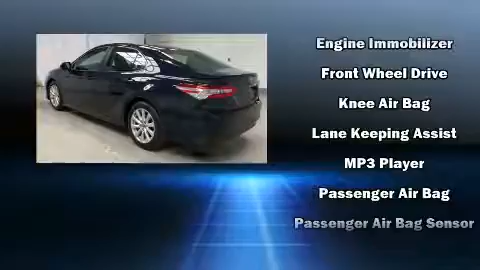 Engine Immobilizer
Front Wheel Drive
Knee Air Bag
Lane Keeping Assist
MP3 Player
Passenger Air Bag
Passenger Air Bag Sensor